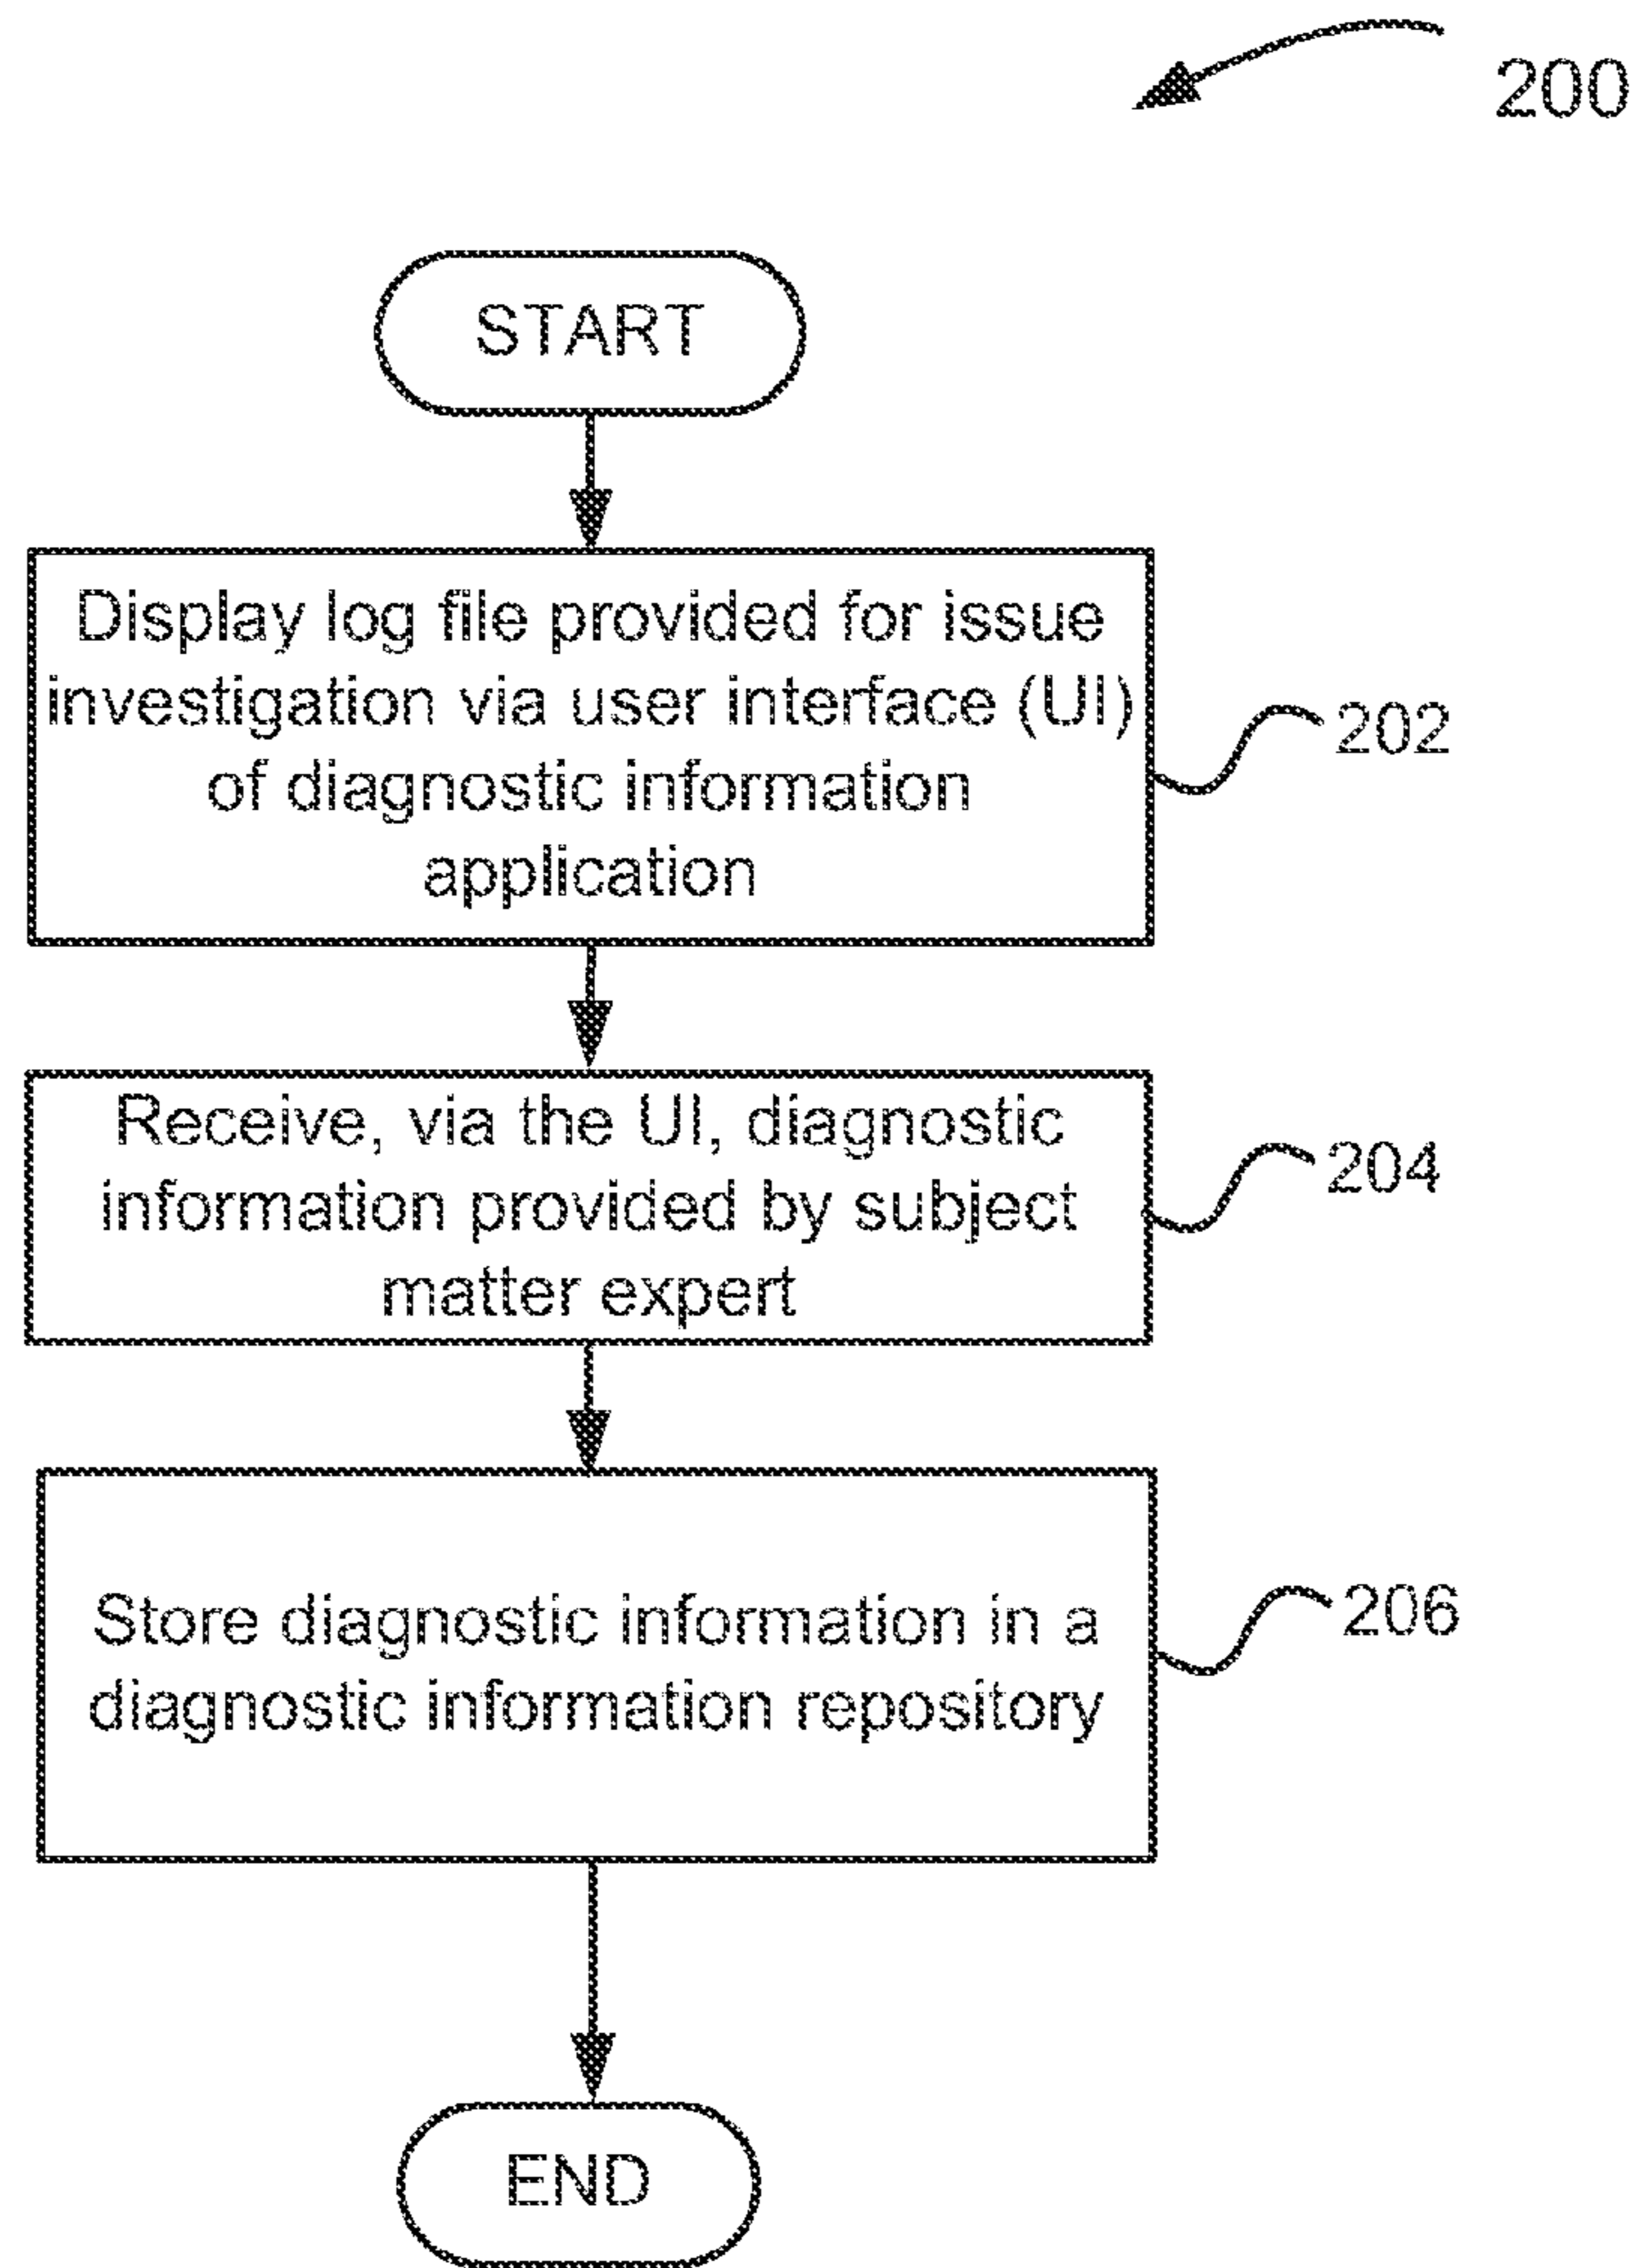 200
START
Display log file provided for issue
investigation via user interface (UI)
of diagnostic information
application
202
Receive, via the UI, diagnostic
information provided by subject
matter expert
204
Store diagnostic information in a
diagnostic information repository
206
END